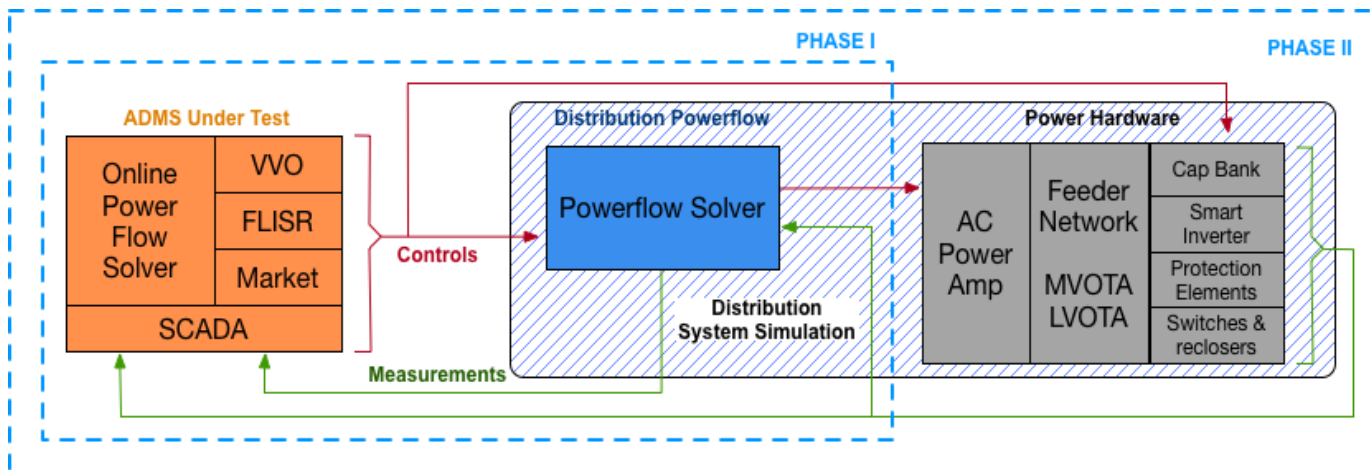 PHASE I
PHASE II
ADMS Under Test
Distribution Powerflow
Power Hardware
Online
Power
Flow
Solver
VVO
FLISR
Market
SCADA
Controls
Powerflow Solver
Distribution
System Simulation
Measurements
AC
Power
Amp
Feeder
Network
MVOTA
LVOTA
Cap Bank
Smart
Inverter
Protection
Elements
Switches &
reclosers